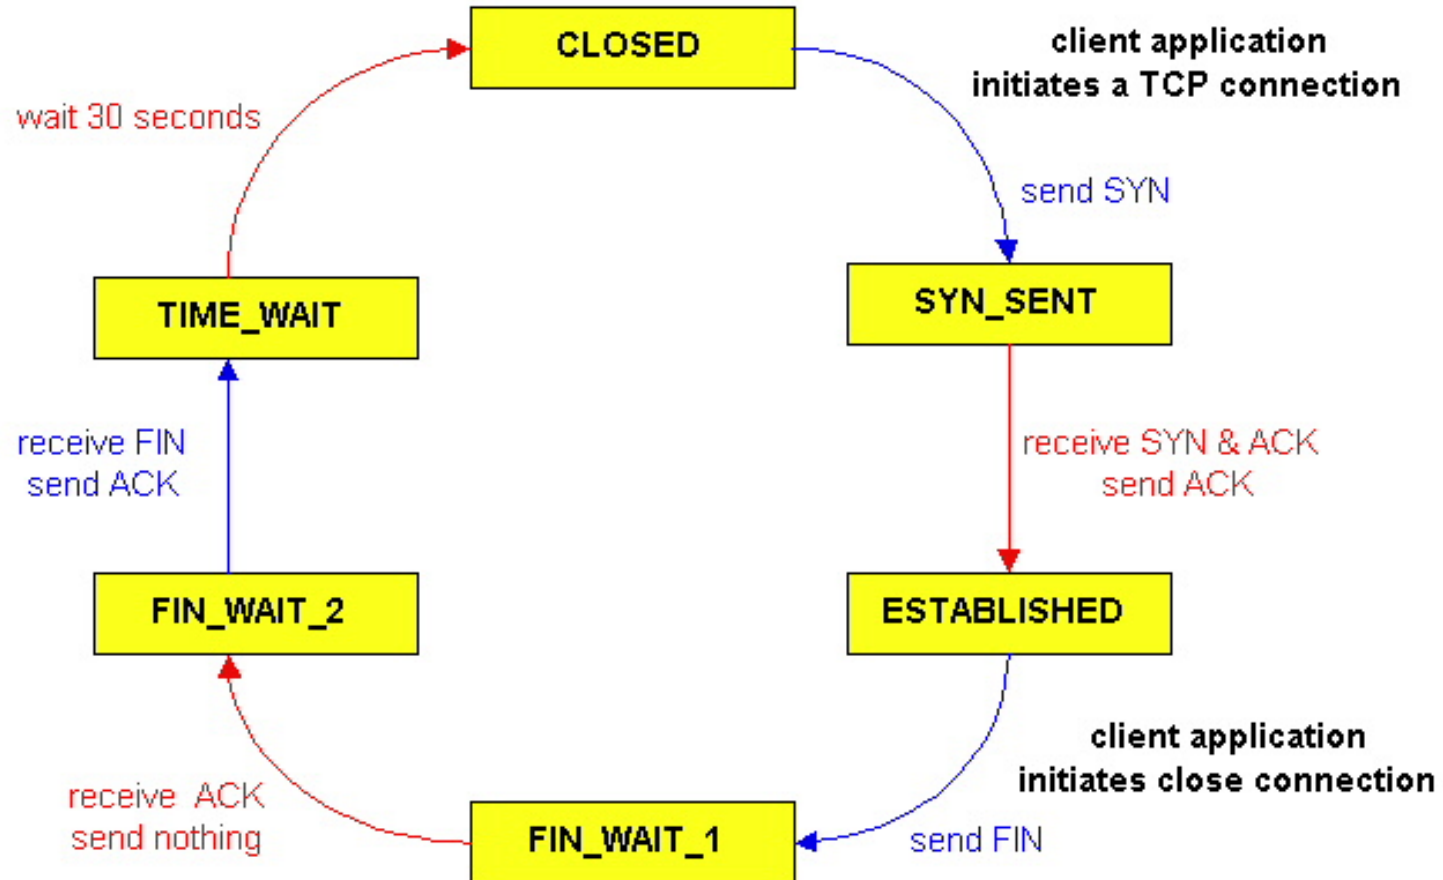 CLOSED
client application
initiates a TCP connection
wait 30 seconds
send SYN
TIME_WAIT
SYN_SENT
receive FIN
send ACK
receive SYN & ACK
send ACK
FIN_WAIT_2
ESTABLISHED
client application
initiates close connection
receive ACK
send nothing
FIN_WAIT_1
send FIN